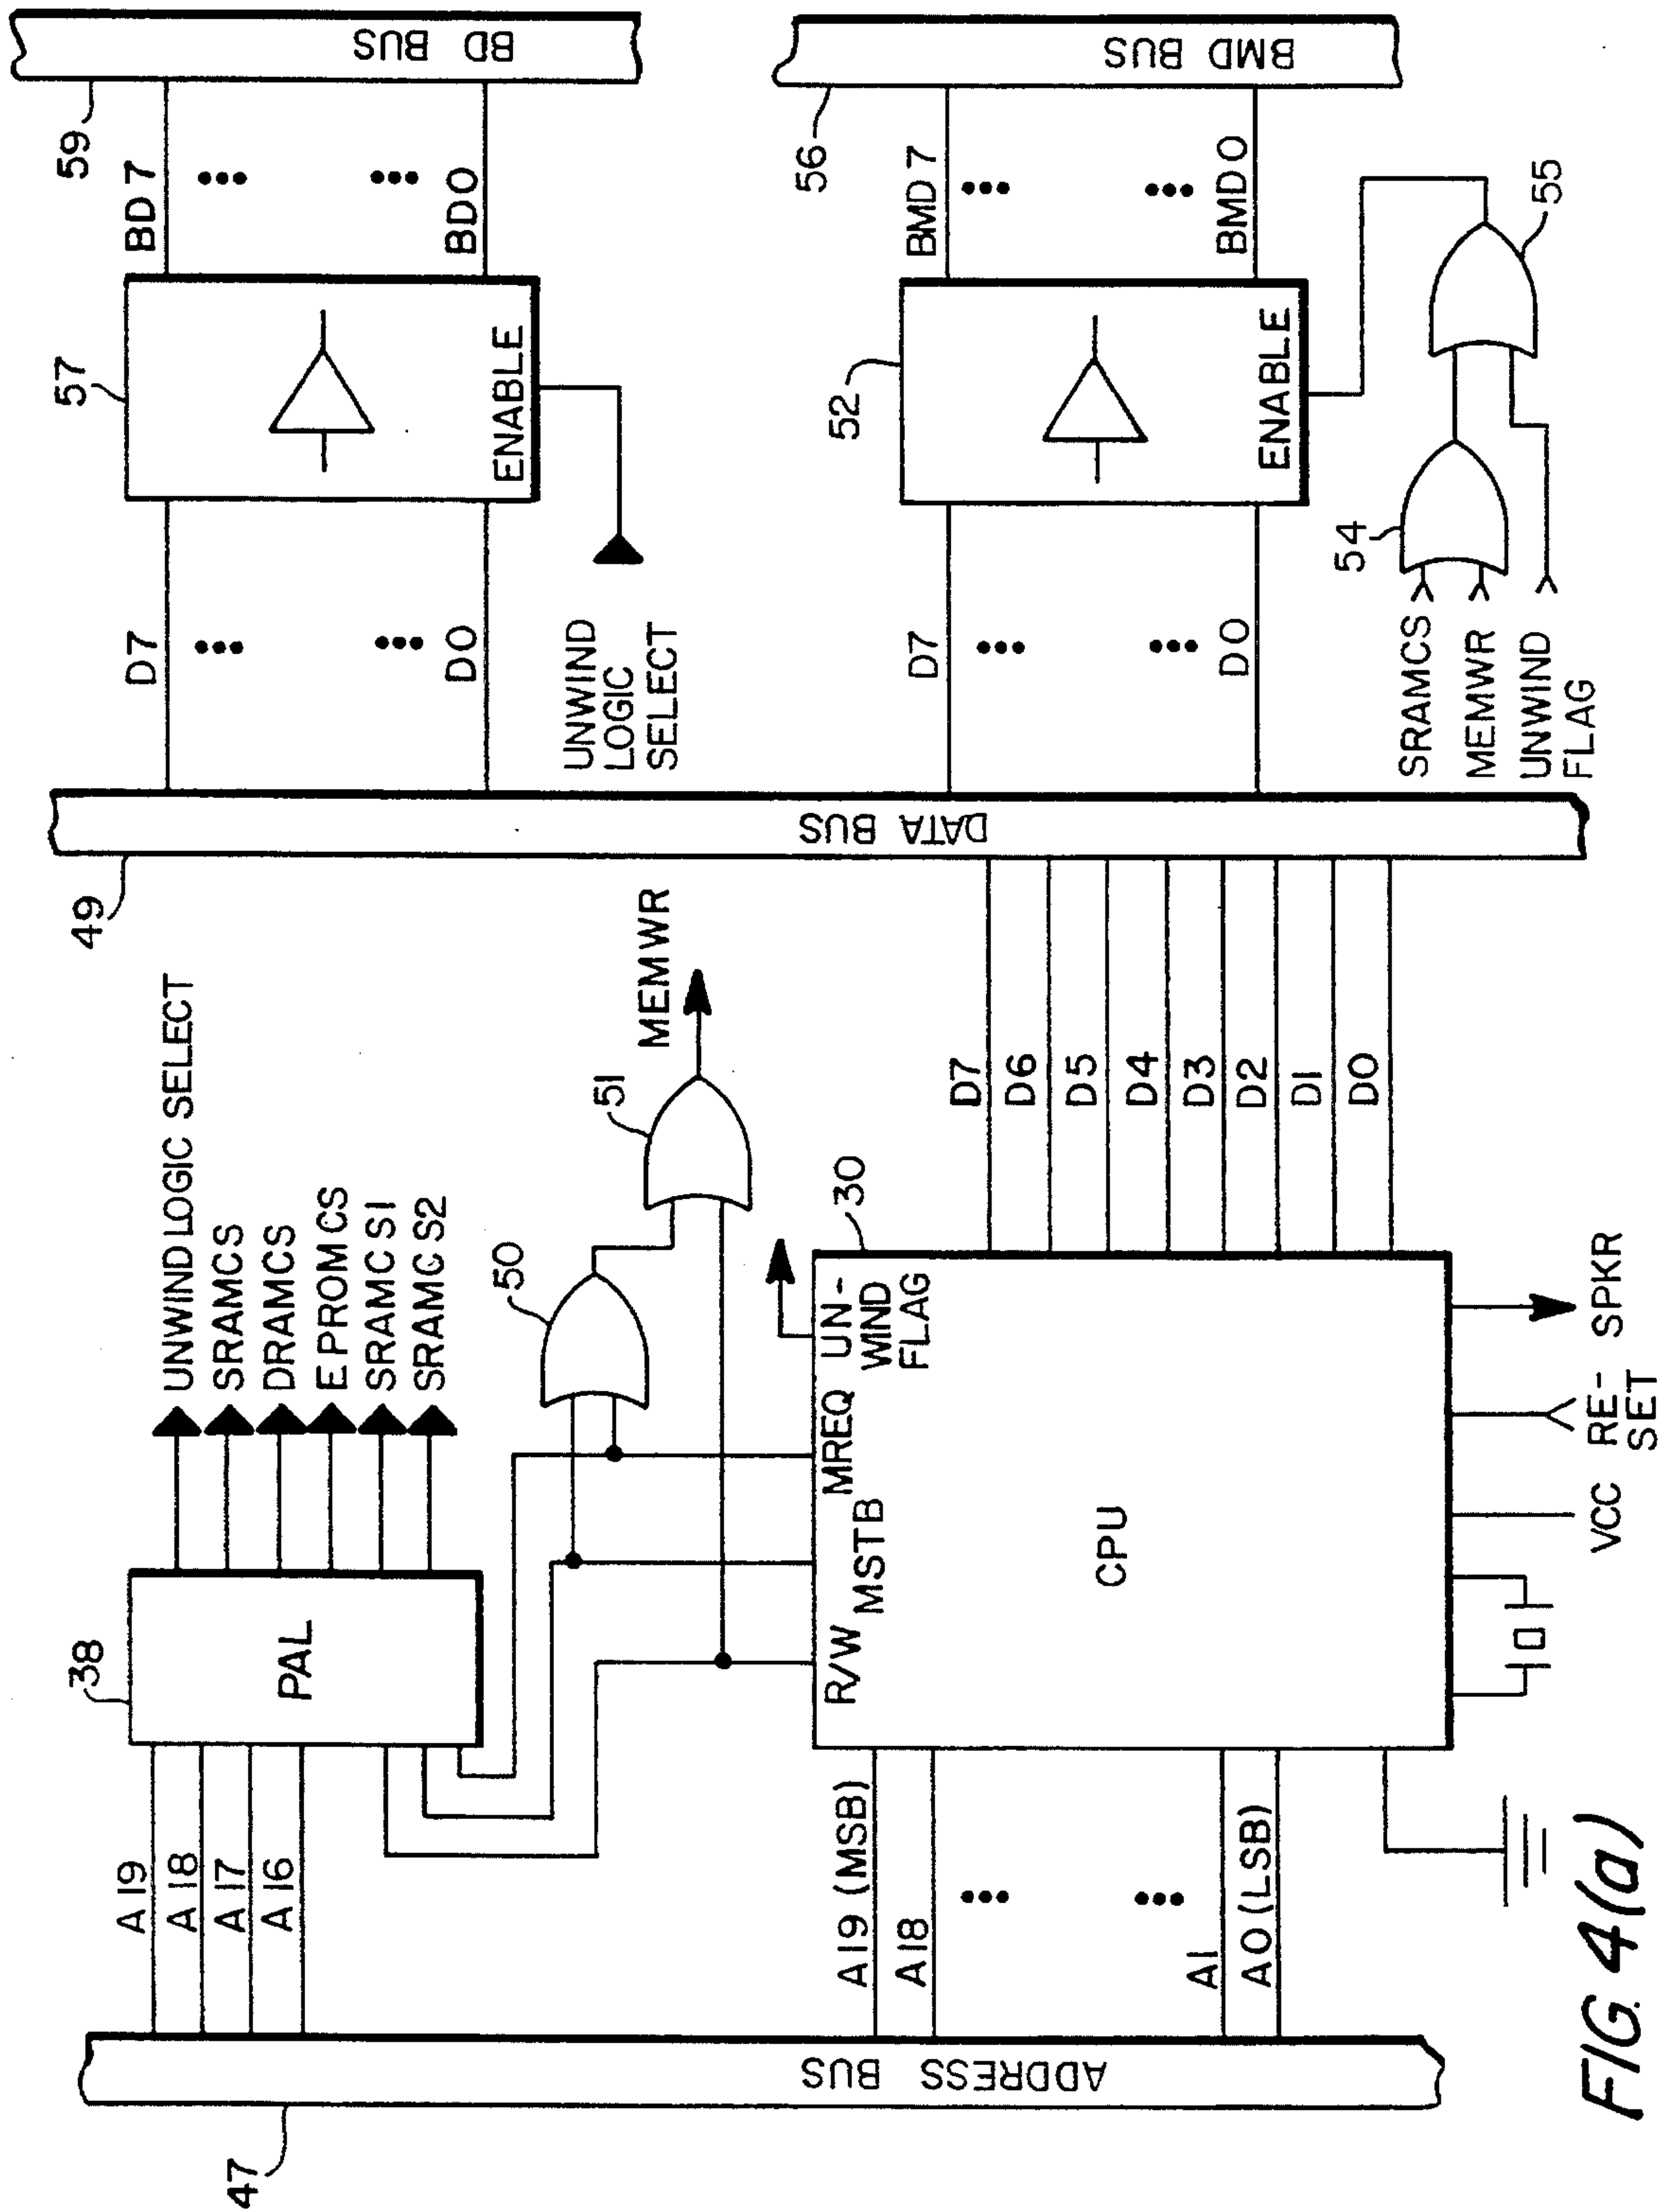 47
ADDRESS BUS
A19
A18
A17
A16
38
PAL
UNWIND LOGIC SELECT
SRAMCS
DRAMCS
EPROMCS
SRAMCS1
SRAMCS2
50
51
MEMWR
A19 (MSB)
A18
A1
A0 (LSB)
R/W
MSTB
MREQ
UN-
WIND
FLAG
30
CPU
VCC
RE-
SET
SPKR
D7
D6
D5
D4
D3
D2
D1
D0
49
DATA BUS
D7
D0
UNWIND
LOGIC
SELECT
57
ENABLE
BD7
BD0
59
BD BUS
D7
D0
52
ENABLE
SRAMCS
MEMWR
UNWIND
FLAG
54
55
BMD7
BMD0
56
BMD BUS
FIG. 4(a)